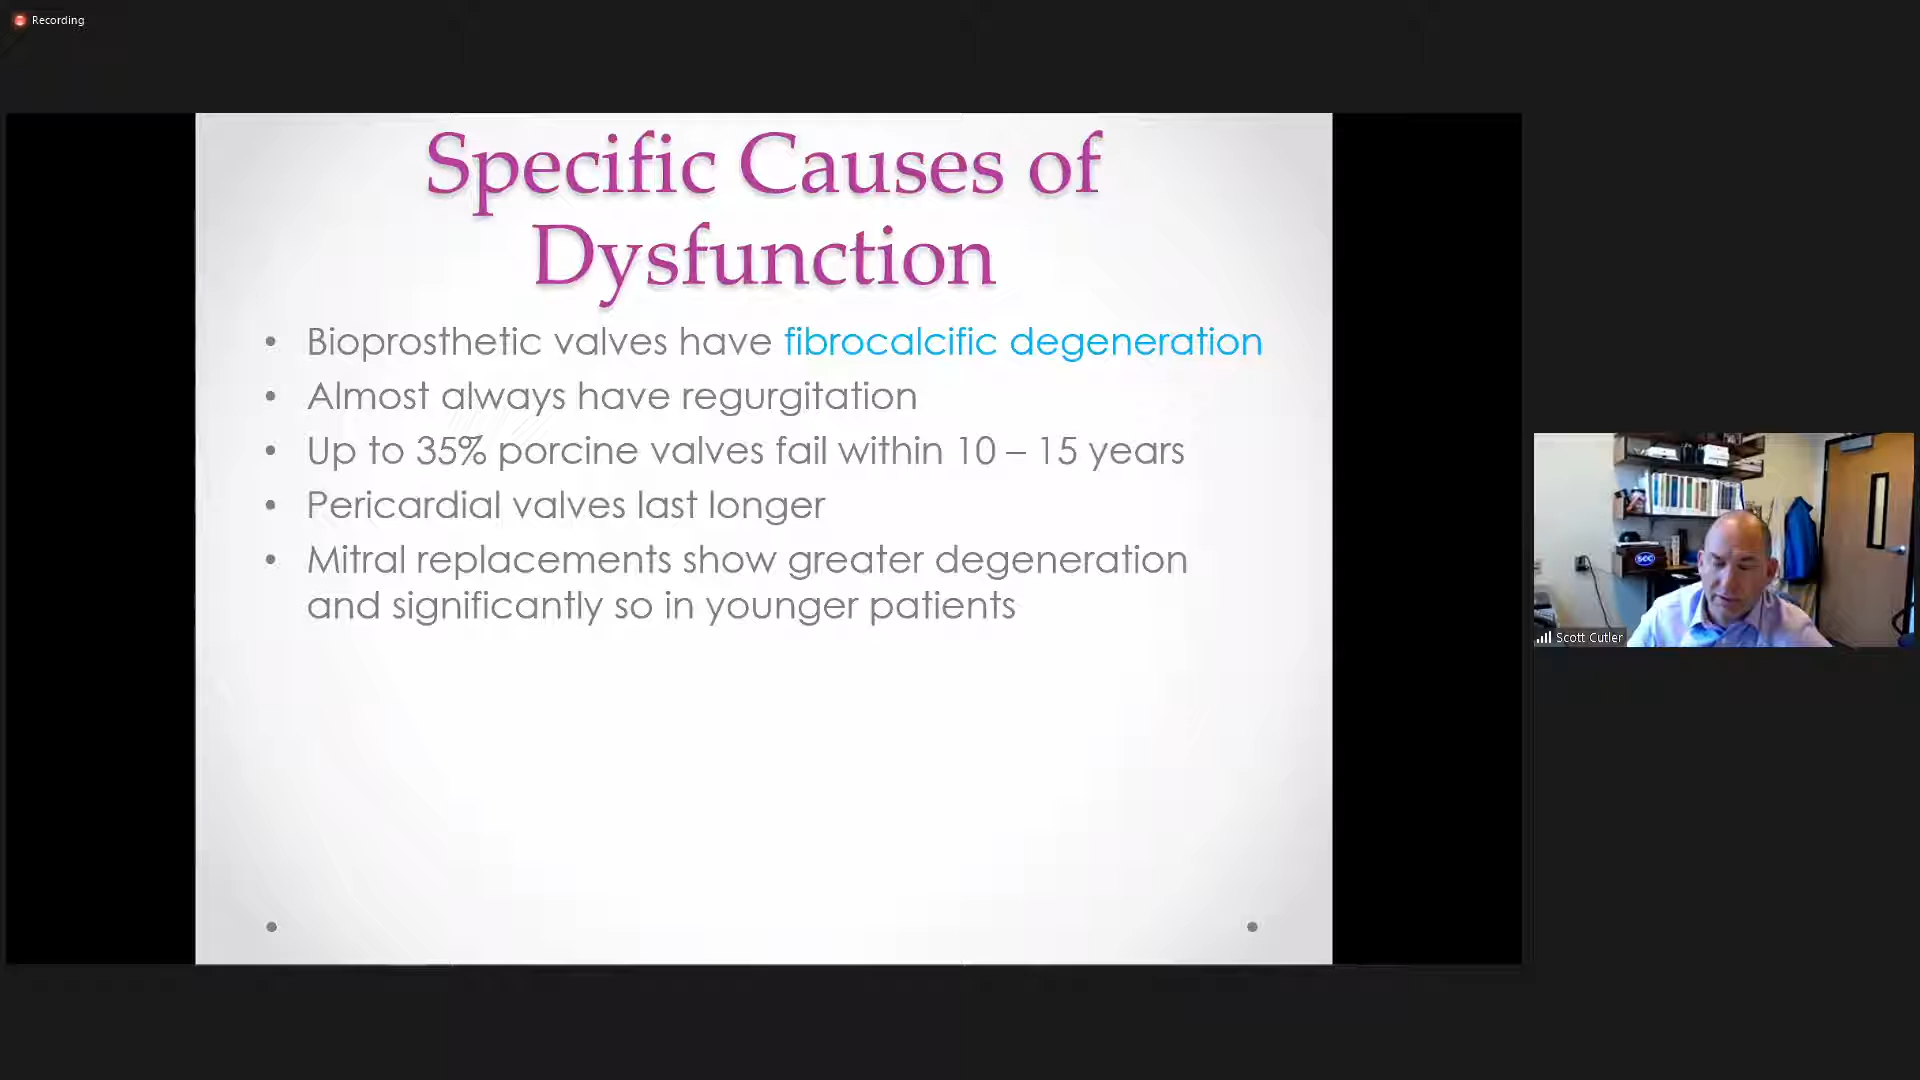 Recording
Specific Causes of
Dysfunction
• Bioprosthetic valves have fibrocalcific degeneration
• Almost always have regurgitation
• Up to 35% porcine valves fail within 10 – 15 years
• Pericardial valves last longer
• Mitral replacements show greater degeneration
and significantly so in younger patients
SCC
Scott Cutler